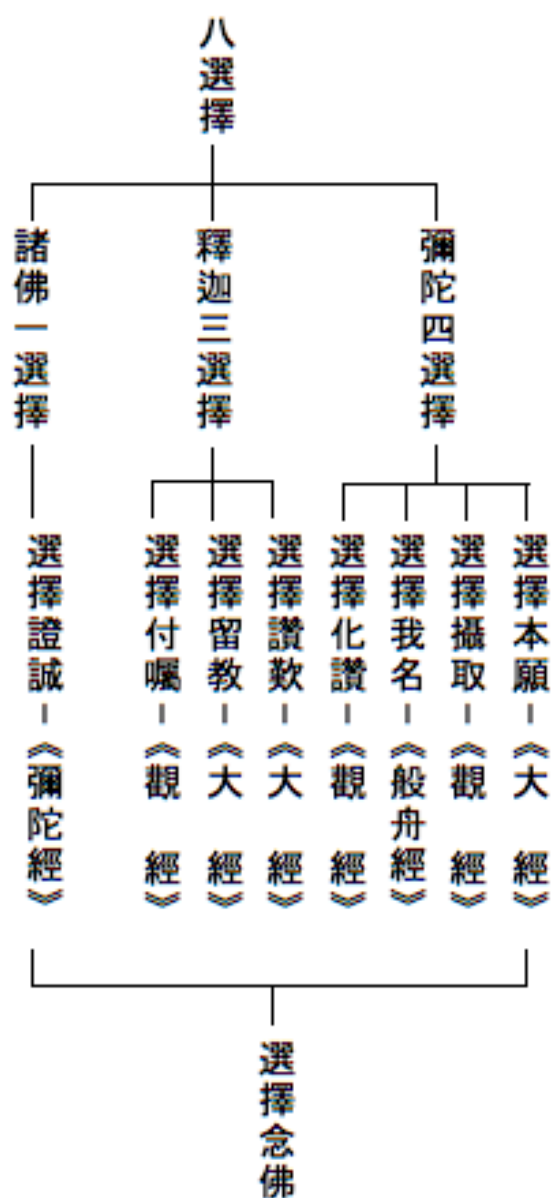 八選擇
彌陀四選擇
釋迦三選擇
諸佛一選擇
選擇本願－《大經》
選擇攝取－《觀經》
選擇我名－《般舟經》
選擇化讚－《觀經》
選擇讚歎－《大經》
選擇留教－《大經》
選擇付囑－《觀經》
選擇證誠－《彌陀經》
選擇念佛